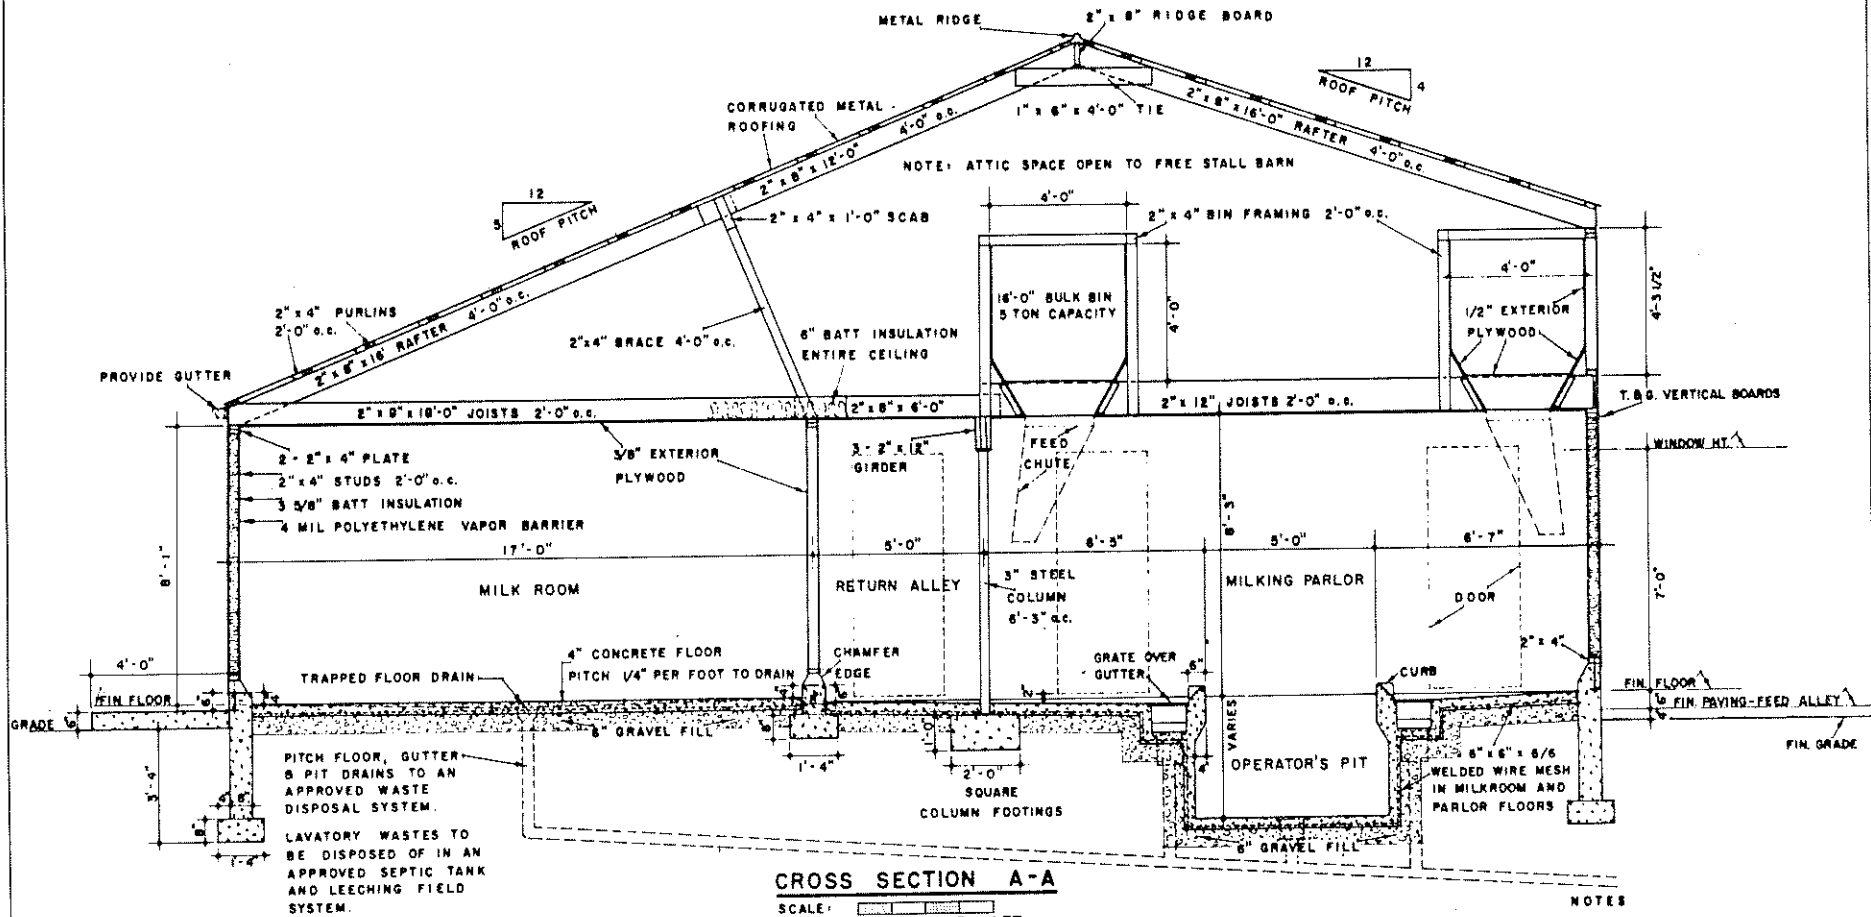 METAL RIDGE
2" x 8" RIDGE BOARD
12
4
ROOF PITCH
CORRUGATED METAL
ROOFING
2" x 8" x 12'-0" 4'-0" o.c.
1" x 6" x 4'-0" TIE
2" x 8" x 16'-0" RAFTER 4'-0" o.c.
NOTE: ATTIC SPACE OPEN TO FREE STALL BARN
12
5
ROOF PITCH
2" x 4" x 1'-0" SCAB
4'-0"
2" x 4" BIN FRAMING 2'-0" o.c.
4'-0"
4'-3 1/2"
16'-0" BULK BIN
5 TON CAPACITY
4'-0"
1/2" EXTERIOR
PLYWOOD
2" x 4" PURLINS
2'-0" o.c.
2" x 8" x 16' RAFTER 4'-0" o.c.
2"x4" BRACE 4'-0" o.c.
6" BATT INSULATION
ENTIRE CEILING
PROVIDE GUTTER
2" x 8" x 6'-0"
2" x 12" JOISTS 2'-0" o.c.
T. & G. VERTICAL BOARDS
2 - 2" x 4" PLATE
2" x 4" STUDS 2'-0" o.c.
3 5/8" BATT INSULATION
4 MIL POLYETHYLENE VAPOR BARRIER
3/8" EXTERIOR
PLYWOOD
3 - 2" x 12"
GIRDER
FEED
CHUTE
WINDOW HT.
8'-1"
17'-0"
5'-0"
6'-5"
8'-3"
5'-0"
6'-7"
7'-0"
MILK ROOM
RETURN ALLEY
3" STEEL
COLUMN
6'-3" o.c.
MILKING PARLOR
DOOR
2" x 4"
4'-0"
TRAPPED FLOOR DRAIN
4" CONCRETE FLOOR
PITCH 1/4" PER FOOT TO DRAIN
CHAMFER
EDGE
GRATE OVER
GUTTER
6"
CURB
FIN FLOOR
FIN. FLOOR
FIN. PAVING-FEED ALLEY
GRADE
FIN. GRADE
6" GRAVEL FILL
VARIES
3'-4"
PITCH FLOOR, GUTTER
& PIT DRAINS TO AN
APPROVED WASTE
DISPOSAL SYSTEM.
1'-4"
2'-0"
SQUARE
COLUMN FOOTINGS
OPERATOR'S PIT
6" x 6" x 6/6
WELDED WIRE MESH
IN MILKROOM AND
PARLOR FLOORS
8"
1'-4"
LAVATORY WASTES TO
BE DISPOSED OF IN AN
APPROVED SEPTIC TANK
AND LEECHING FIELD
SYSTEM.
6" GRAVEL FILL
CROSS SECTION A-A
SCALE:
NOTES